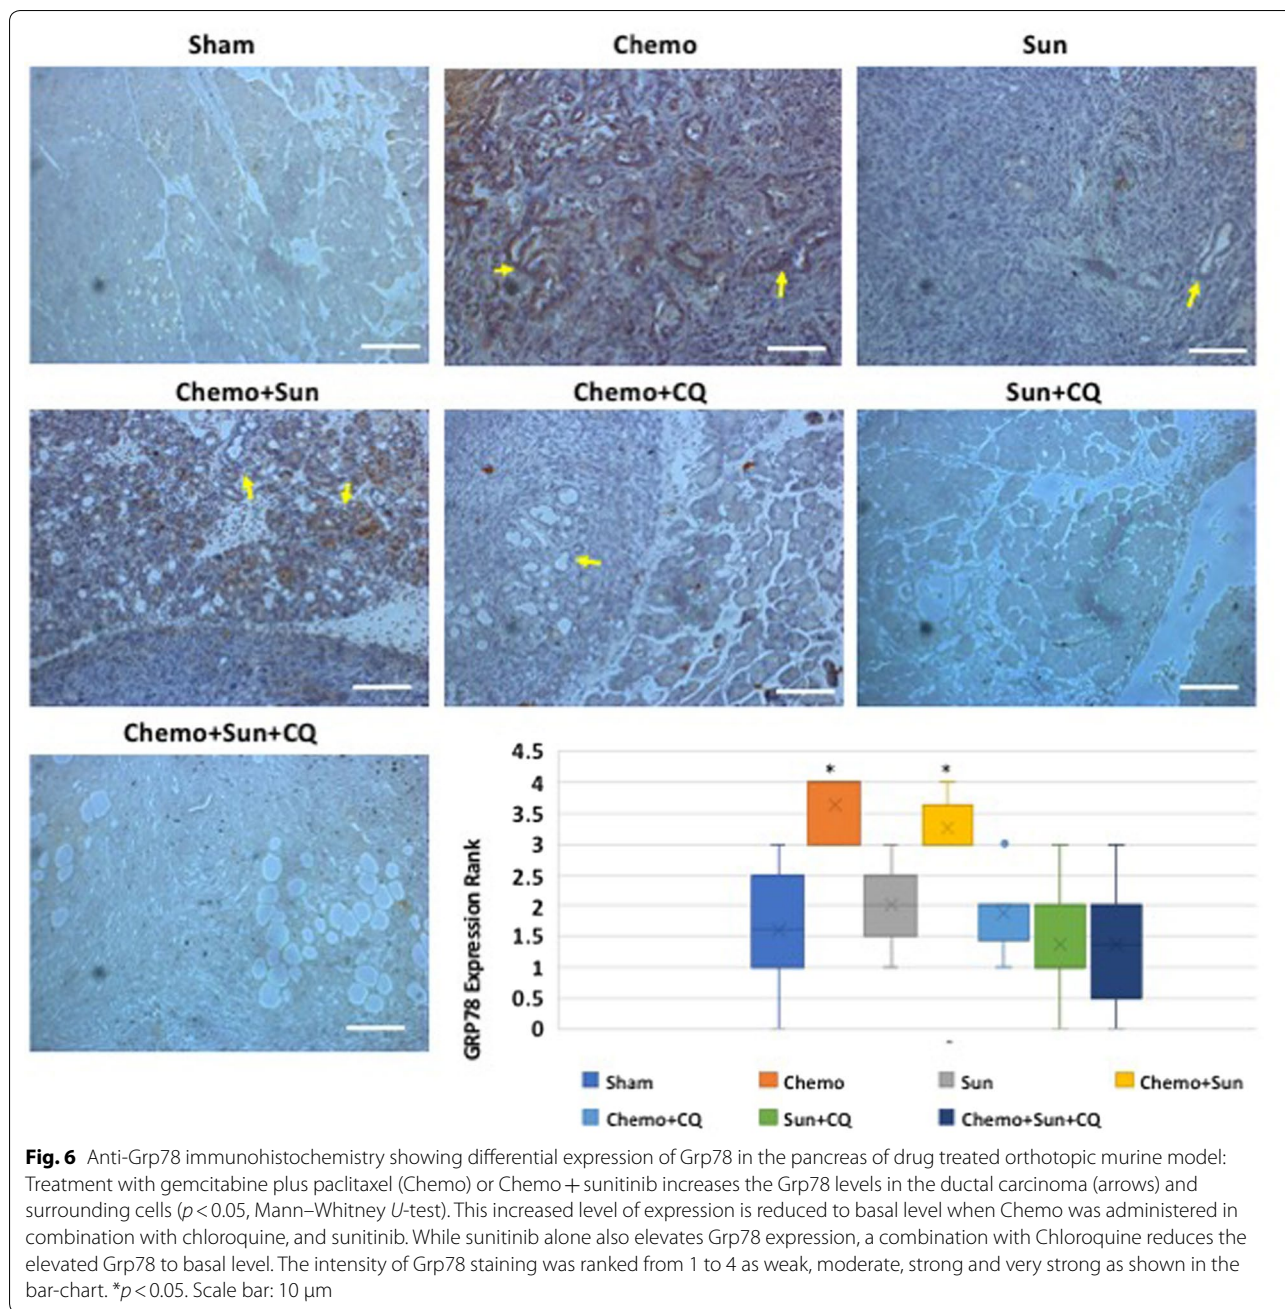 Sham Chemo Sun
Chemo+Sun Chemo+CQ Sun+CQ
Chemo+Sun+CQ
4.5
4
3.5
3
2.5
2
1.5
1
0.5
0
GRP78 Expression Rank
* *
Sham Chemo Sun Chemo+Sun
Chemo+CQ Sun+CQ Chemo+Sun+CQ
Fig. 6 Anti-Grp78 immunohistochemistry showing differential expression of Grp78 in the pancreas of drug treated orthotopic murine model:
Treatment with gemcitabine plus paclitaxel (Chemo) or Chemo + sunitinib increases the Grp78 levels in the ductal carcinoma (arrows) and
surrounding cells (p < 0.05, Mann–Whitney U-test). This increased level of expression is reduced to basal level when Chemo was administered in
combination with chloroquine, and sunitinib. While sunitinib alone also elevates Grp78 expression, a combination with Chloroquine reduces the
elevated Grp78 to basal level. The intensity of Grp78 staining was ranked from 1 to 4 as weak, moderate, strong and very strong as shown in the
bar-chart. *p < 0.05. Scale bar: 10 μm